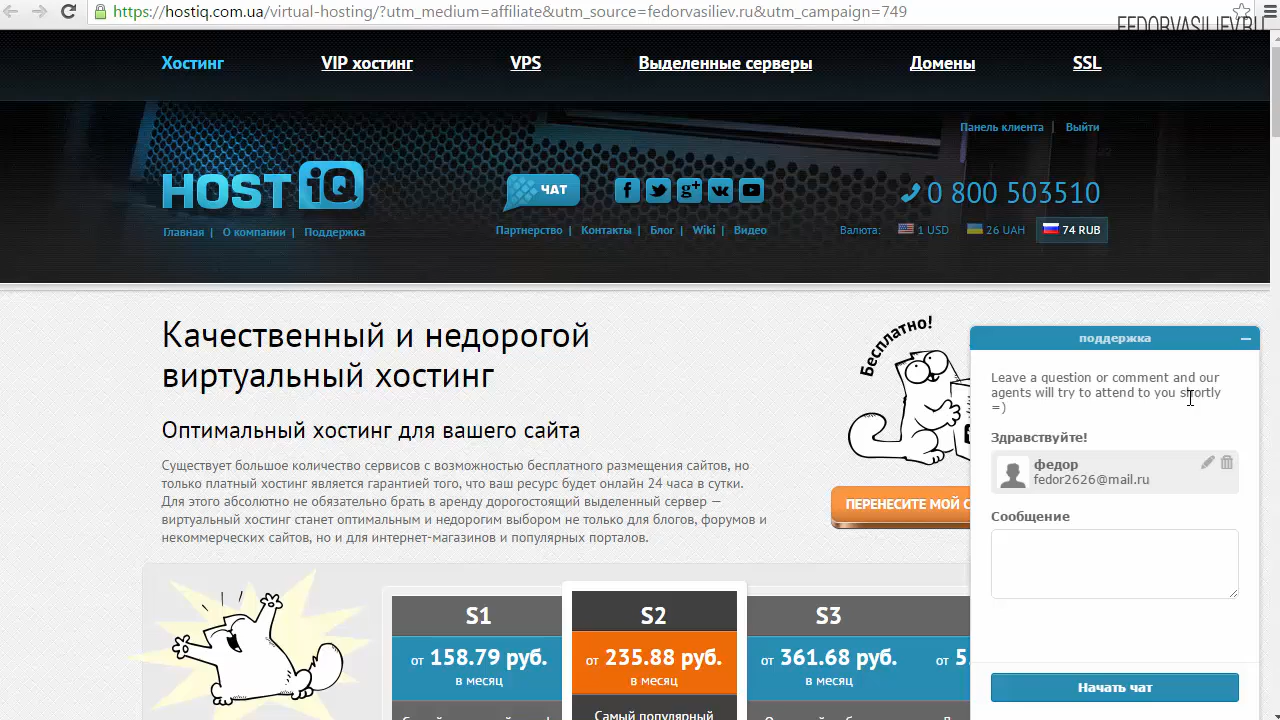 https://hostiq.com.ua/virtual-hosting/?utm_medium=affiliate&utm_source=fedorvasiliev.ru&utm_campaign=749
FEDORVASILIEV.RU
Хостинг VIP хостинг VPS Выделенные серверы Домены SSL
Панель клиента | Выйти
HOST iQ
ЧАТ
0 800 503510
Главная | О компании | Поддержка
Партнерство | Контакты | Блог | Wiki | Видео
Валюта: 1 USD 26 UAH 74 RUB
Качественный и недорогой
виртуальный хостинг
Оптимальный хостинг для вашего сайта
Существует большое количество сервисов с возможностью бесплатного размещения сайтов, но
только платный хостинг является гарантией того, что ваш ресурс будет онлайн 24 часа в сутки.
Для этого абсолютно не обязательно брать в аренду дорогостоящий выделенный сервер —
виртуальный хостинг станет оптимальным и недорогим выбором не только для блогов, форумов и
некоммерческих сайтов, но и для интернет-магазинов и популярных порталов.
Бесплатно!
ПЕРЕНЕСИТЕ МОЙ С
поддержка
Leave a question or comment and our
agents will try to attend to you shortly
=)
Здравствуйте!
федор
fedor2626@mail.ru
Сообщение
Начать чат
S1 S2 S3
от 158.79 руб. от 235.88 руб. от 361.68 руб. от 5
в месяц в месяц в месяц
Самый популярный